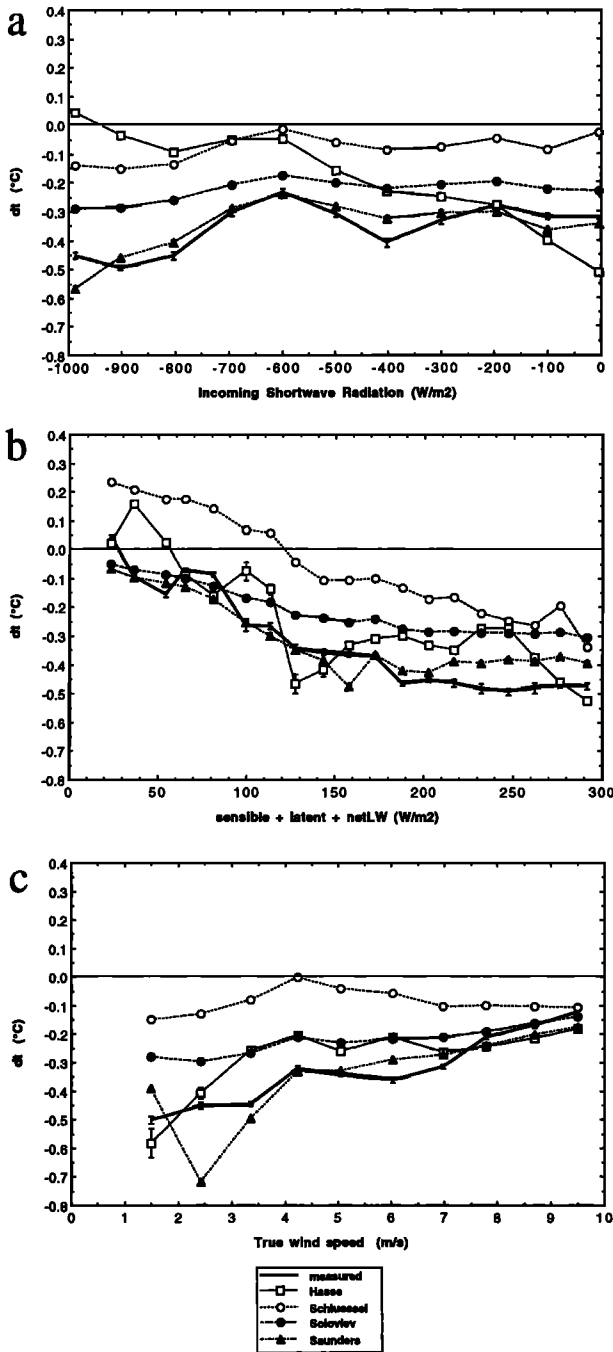 a
0.4
0.3
0.2
0.1
0.0
-0.1
-0.2
-0.3
-0.4
-0.5
-0.6
-0.7
-0.8
dt (°C)
-1000 -900 -800 -700 -600 -500 -400 -300 -200 -100 0
Incoming Shortwave Radiation (W/m2)
b
0.4
0.3
0.2
0.1
0.0
-0.1
-0.2
-0.3
-0.4
-0.5
-0.6
-0.7
-0.8
dt (°C)
0 50 100 150 200 250 300
sensible + latent + netLW (W/m2)
c
0.4
0.3
0.2
0.1
0.0
-0.1
-0.2
-0.3
-0.4
-0.5
-0.6
-0.7
-0.8
dt (°C)
0 1 2 3 4 5 6 7 8 9 10
True wind speed (m/s)
measured
Hasse
Schluessel
Soloviev
Saunders